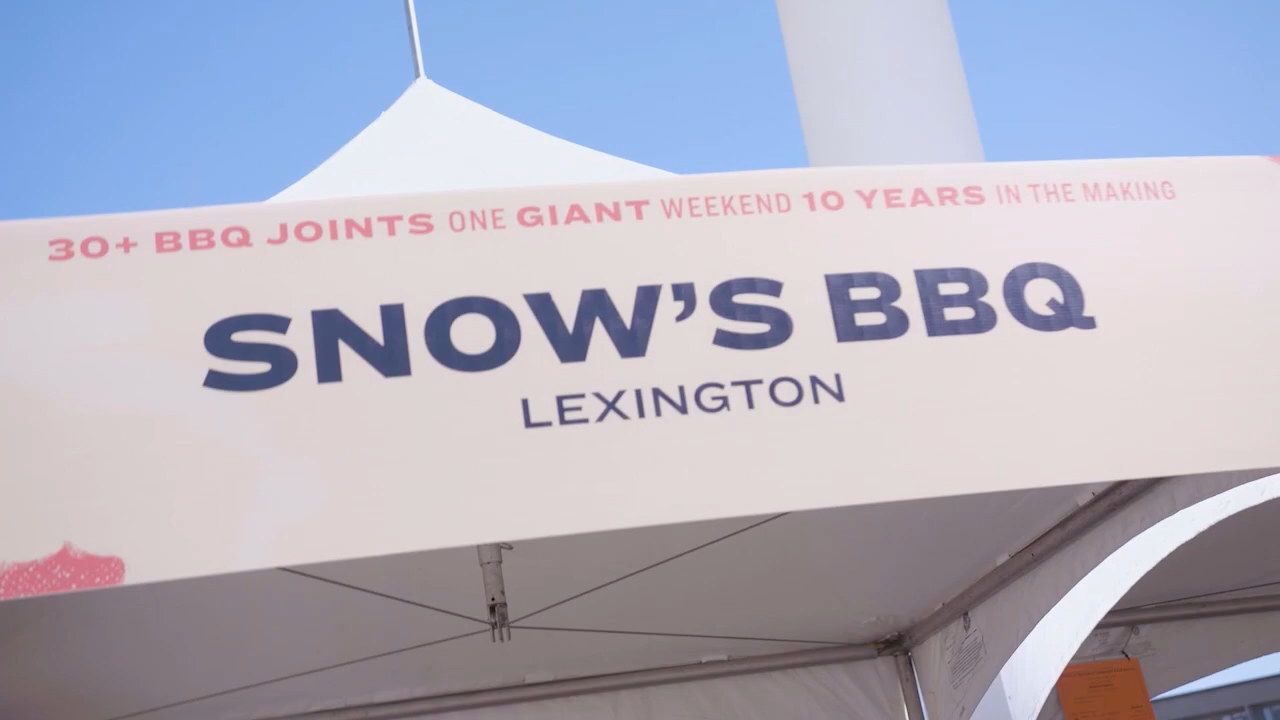 30+ BBQ JOINTS ONE GIANT WEEKEND 10 YEARS IN THE MAKING
SNOW'S BBQ
LEXINGTON